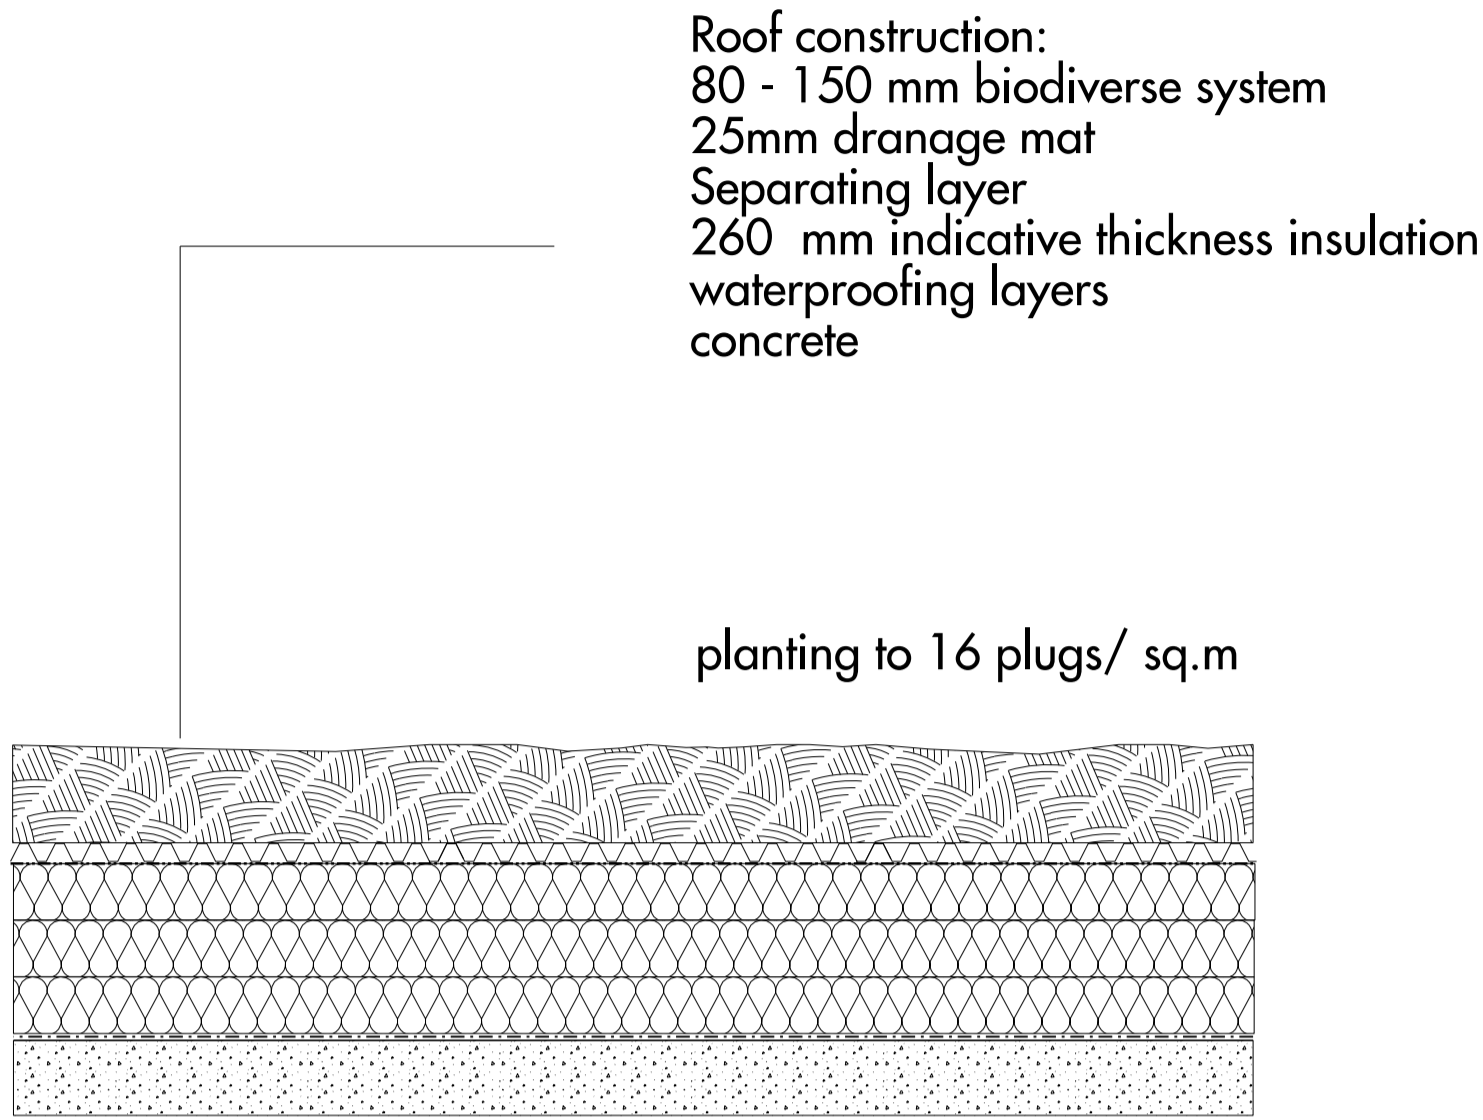 Roof construction:
80 - 150 mm biodiverse system
25mm dranage mat
Separating layer
260 mm indicative thickness insulation
waterproofing layers
concrete
planting to 16 plugs/ sq.m